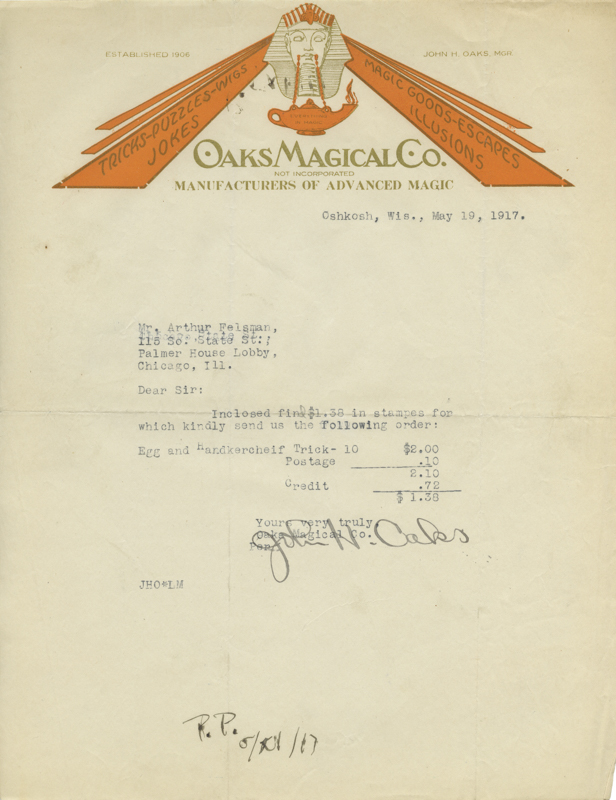 ESTABLISHED 1906
JOHN H. OAKS, MGR.
TRICKS-PUZZLES-WIGS
JOKES
MAGIC GOODS-ESCAPES
ILLUSIONS
OAKS MAGICAL CO.
NOT INCORPORATED
MANUFACTURERS OF ADVANCED MAGIC
Oshkosh, Wis., May 19, 1917.
Mr. Arthur Felsman,
115 So. State St.,
Palmer House Lobby,
Chicago, Ill.
Dear Sir:
Inclosed find $1.38 in stampes for
which kindly send us the following order:
Egg and Handkercheif Trick- 10 $2.00
Postage .10
2.10
Credit .72
$ 1.38
Yours very truly
Oaks Magical Co.
Per
John H. Oaks
JHO*LM
P.P.